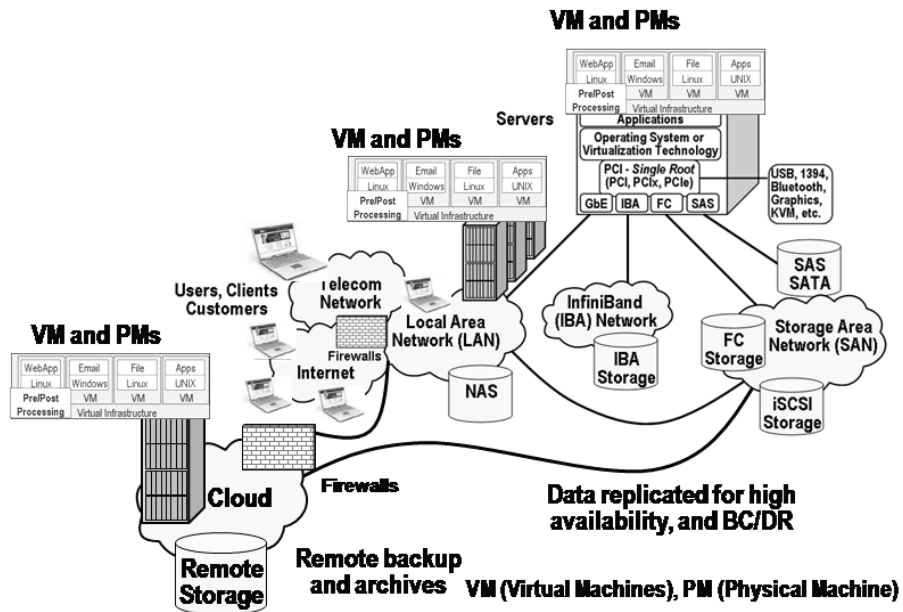 VM and PMs
WebApp
Linux
Pre/Post
Processing
Email
Windows
VM
File
Linux
VM
Apps
UNIX
VM
Virtual Infrastructure
Servers
Applications
Operating System or
Virtualization Technology
PCI - Single Root
(PCI, PCIx, PCIe)
GbE
IBA
FC
SAS
USB, 1394,
Bluetooth,
Graphics,
KVM, etc.
VM and PMs
WebApp
Linux
Pre/Post
Processing
Email
Windows
VM
File
Linux
VM
Apps
UNIX
VM
Virtual Infrastructure
Users, Clients
Customers
Telecom
Network
Firewalls
Internet
Local Area
Network (LAN)
NAS
InfiniBand
(IBA) Network
IBA
Storage
SAS
SATA
FC
Storage
Storage Area
Network (SAN)
iSCSI
Storage
VM and PMs
WebApp
Linux
Pre/Post
Processing
Email
Windows
VM
File
Linux
VM
Apps
UNIX
VM
Virtual Infrastructure
Cloud
Firewalls
Remote
Storage
Remote backup
and archives
Data replicated for high
availability, and BC/DR
VM (Virtual Machines), PM (Physical Machine)